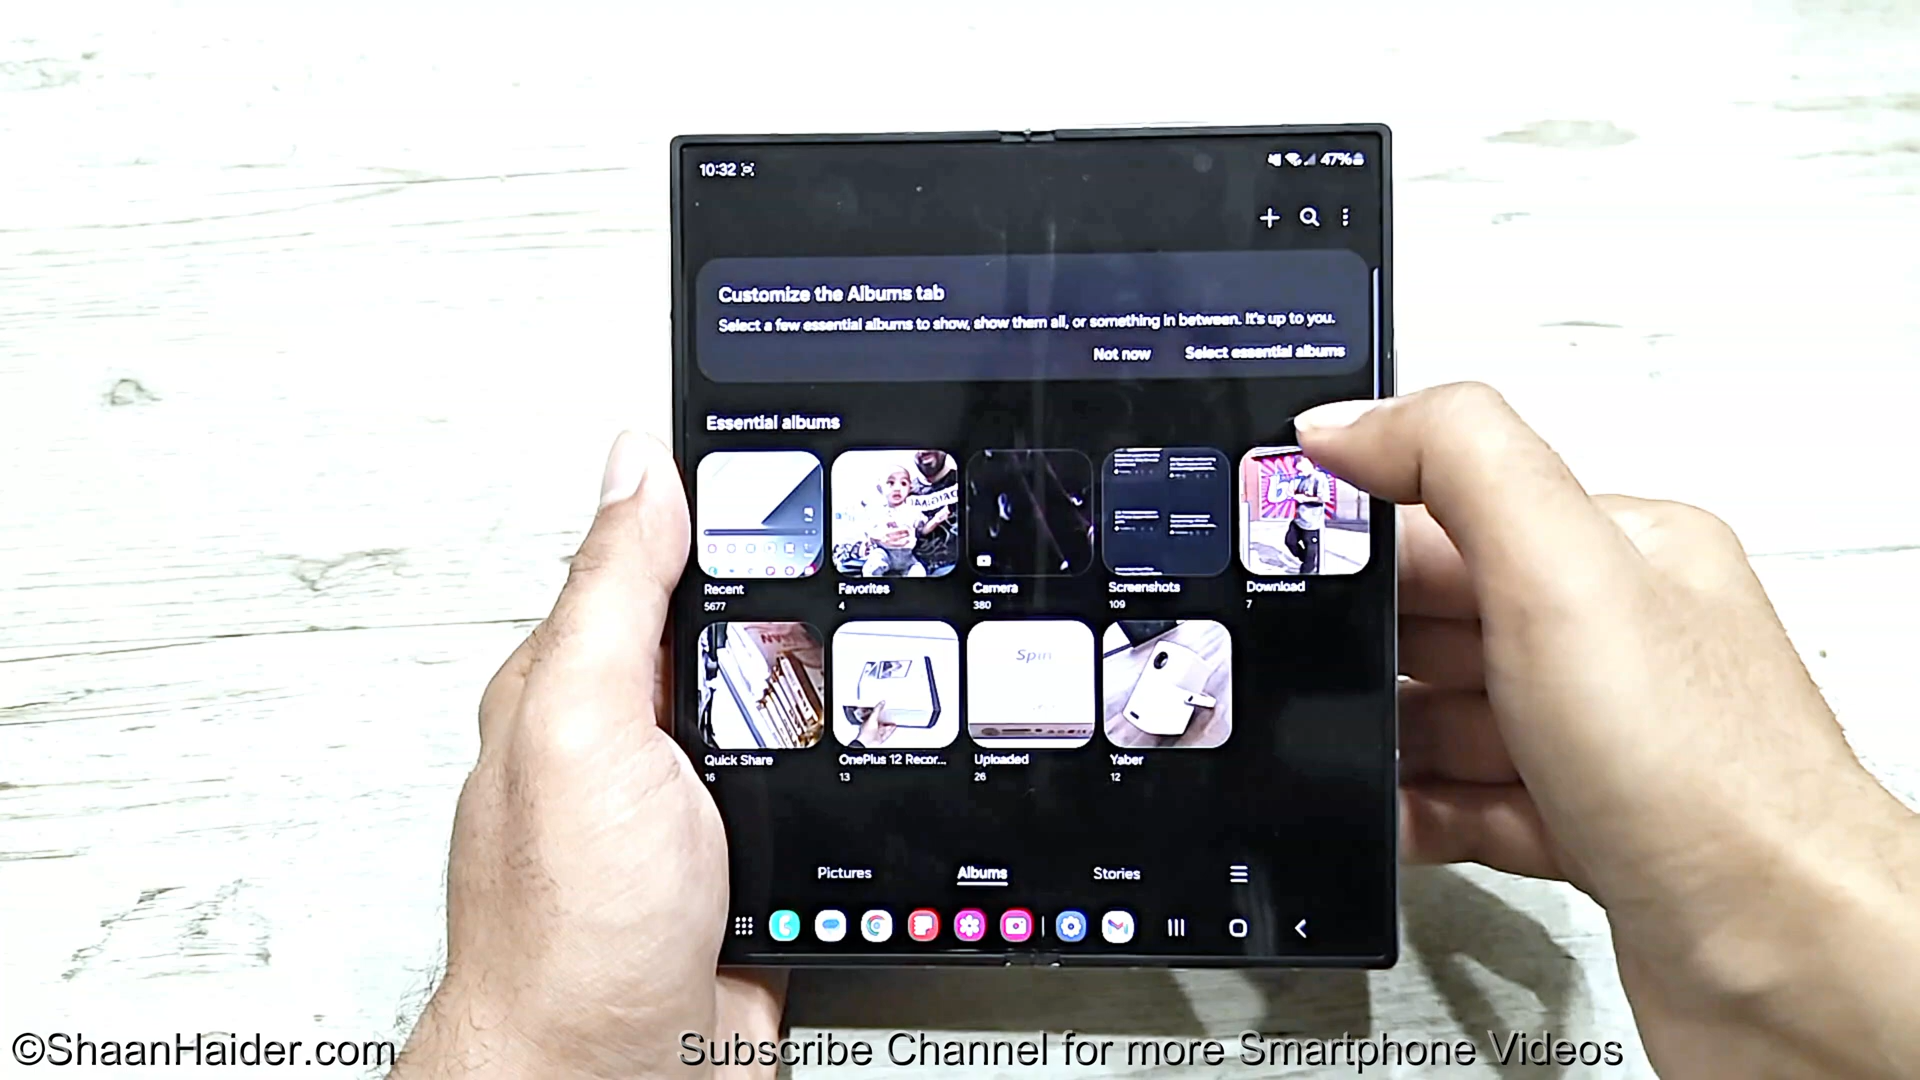 10:32
47%
Customize the Albums tab
Select a few essential albums to show, show them all, or something in between. It's up to you.
Not now
Select essential albums
Essential albums
Recent
5677
Favorites
4
Camera
380
Screenshots
109
Download
7
Spin
Quick Share
16
OnePlus 12 Recor...
13
Uploaded
26
Yaber
12
Pictures
Albums
Stories
©ShaanHaider.com
Subscribe Channel for more Smartphone Videos